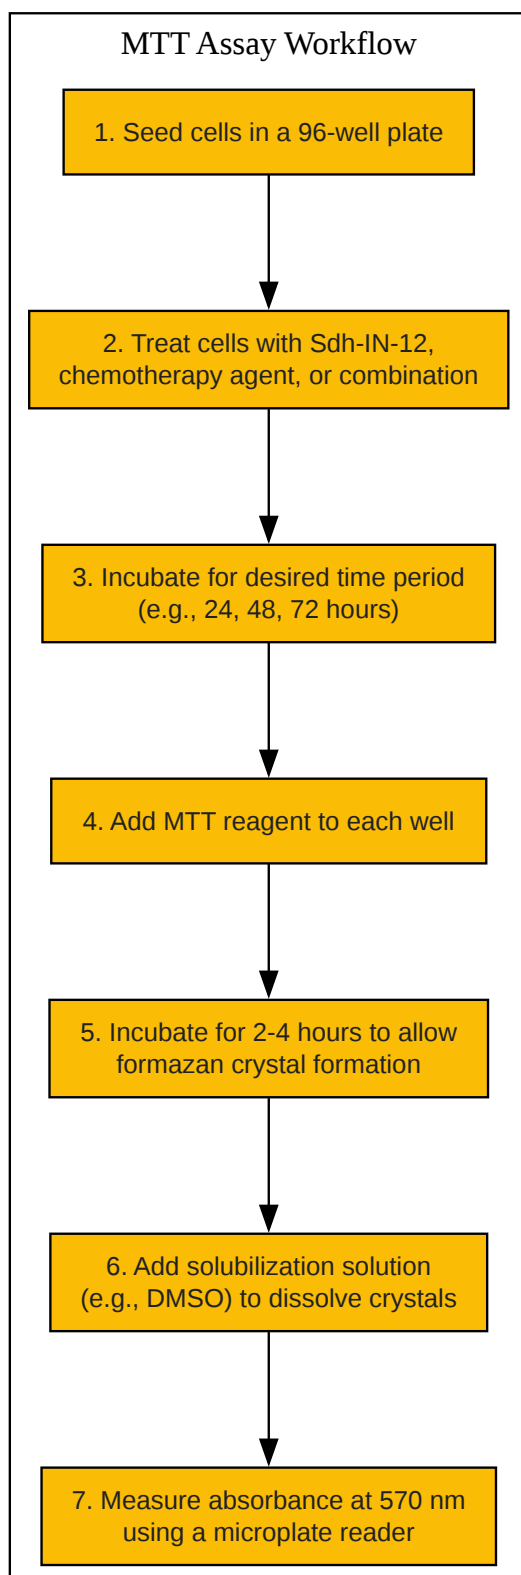 MTT Assay Workflow
1. Seed cells in a 96-well plate
2. Treat cells with Sdh-IN-12,
chemotherapy agent, or combination
3. Incubate for desired time period
(e.g., 24, 48, 72 hours)
4. Add MTT reagent to each well
5. Incubate for 2-4 hours to allow
formazan crystal formation
6. Add solubilization solution
(e.g., DMSO) to dissolve crystals
7. Measure absorbance at 570 nm
using a microplate reader